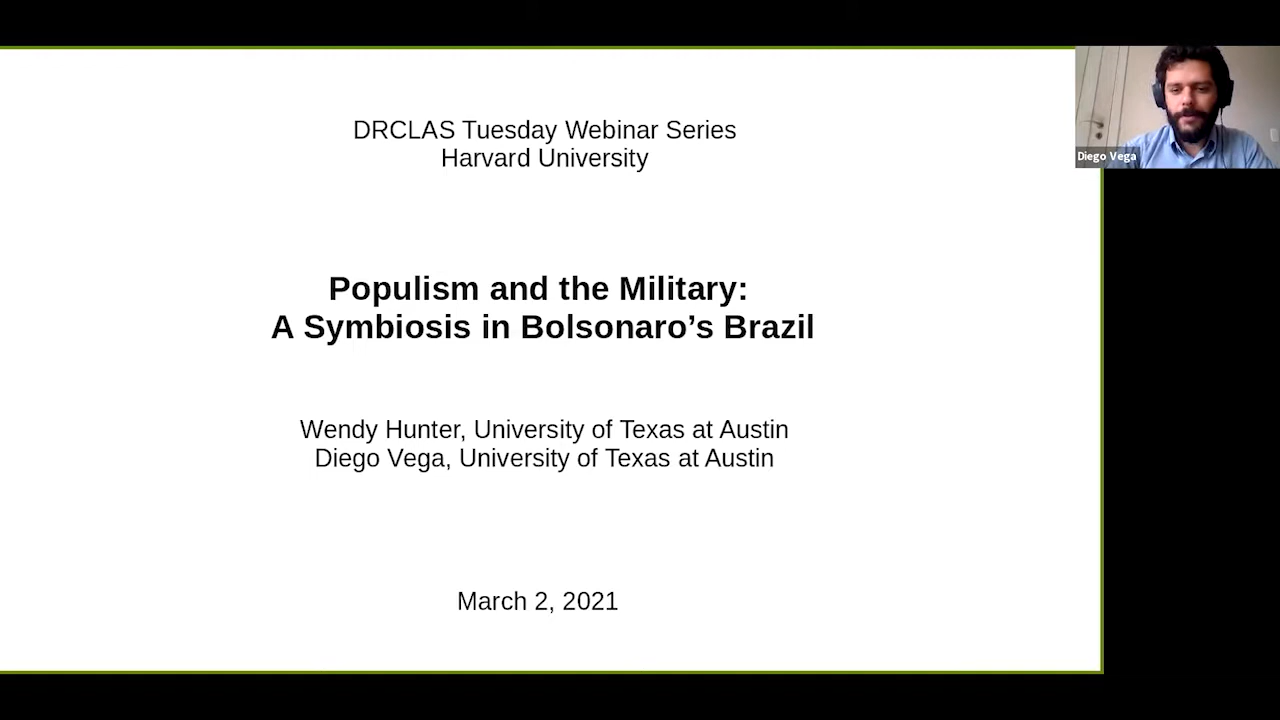 DRCLAS Tuesday Webinar Series
Harvard University
Populism and the Military:
A Symbiosis in Bolsonaro’s Brazil
Wendy Hunter, University of Texas at Austin
Diego Vega, University of Texas at Austin
March 2, 2021
Diego Vega